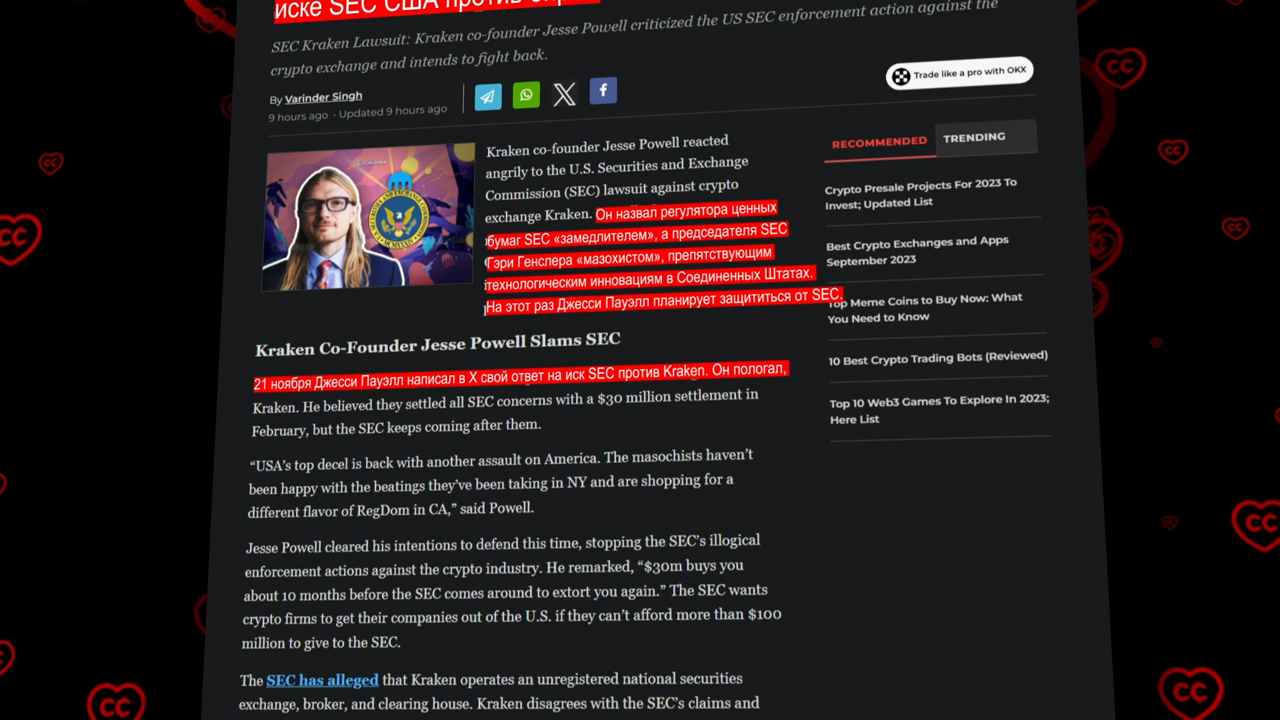 иске SEC США против
SEC Kraken Lawsuit: Kraken co-founder Jesse Powell criticized the US SEC enforcement action against the
crypto exchange and intends to fight back.
By Varinder Singh
9 hours ago · Updated 9 hours ago
Trade like a pro with OKX
Kraken co-founder Jesse Powell reacted
angrily to the U.S. Securities and Exchange
Commission (SEC) lawsuit against crypto
exchange Kraken. Он назвал регулятора ценных
бумаг SEC «замедлителем», а председателя SEC
Гэри Генслера «мазохистом», препятствующим
технологическим инновациям в Соединенных Штатах.
На этот раз Джесси Пауэлл планирует защититься от SEC.
Kraken Co-Founder Jesse Powell Slams SEC
21 ноября Джесси Пауэлл написал в X свой ответ на иск SEC против Kraken. Он пологал,
Kraken. He believed they settled all SEC concerns with a $30 million settlement in
February, but the SEC keeps coming after them.
“USA’s top decel is back with another assault on America. The masochists haven’t
been happy with the beatings they’ve been taking in NY and are shopping for a
different flavor of RegDom in CA,” said Powell.
Jesse Powell cleared his intentions to defend this time, stopping the SEC’s illogical
enforcement actions against the crypto industry. He remarked, “$30m buys you
about 10 months before the SEC comes around to extort you again.” The SEC wants
crypto firms to get their companies out of the U.S. if they can’t afford more than $100
million to give to the SEC.
The SEC has alleged that Kraken operates an unregistered national securities
exchange, broker, and clearing house. Kraken disagrees with the SEC’s claims and
RECOMMENDED
TRENDING
Crypto Presale Projects For 2023 To
Invest; Updated List
Best Crypto Exchanges and Apps
September 2023
Top Meme Coins to Buy Now: What
You Need to Know
10 Best Crypto Trading Bots (Reviewed)
Top 10 Web3 Games To Explore In 2023;
Here List